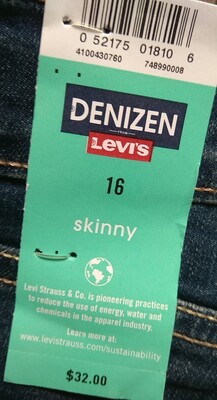 0 52175 01810 6
4100430760 748990008
DENIZEN
FROM
Levi's
16
skinny
Levi Strauss & Co. is pioneering practices
to reduce the use of energy, water and
chemicals in the apparel industry.
Learn more at:
www.levistrauss.com/sustainability
$32.00